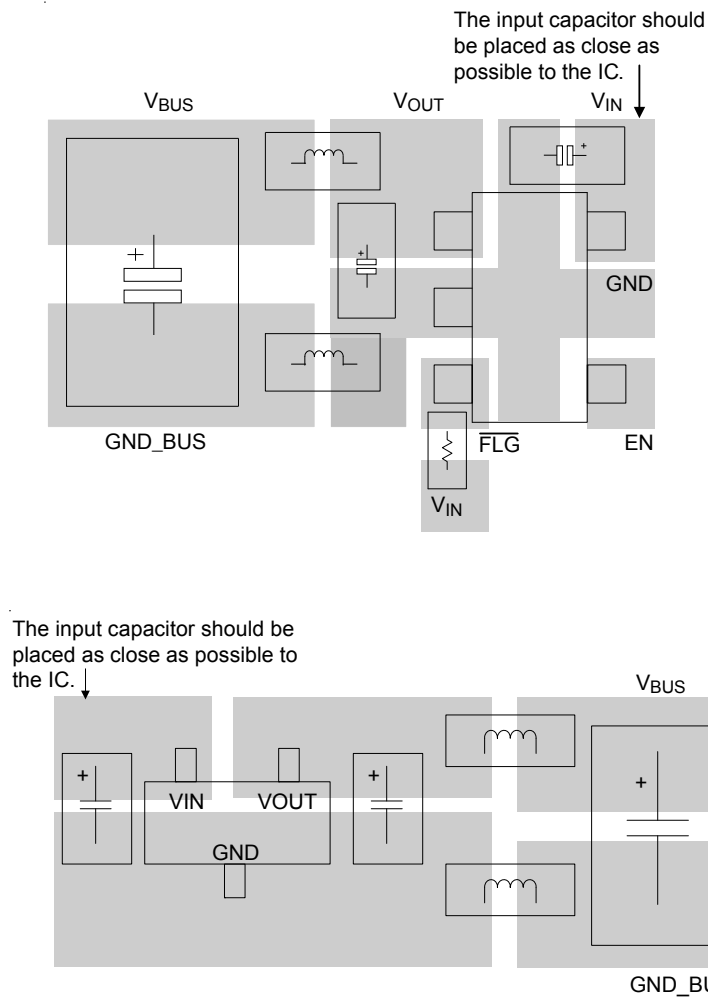 The input capacitor should
be placed as close as
possible to the IC.
VBUS
VOUT
VIN
+
+
+
GND
GND_BUS
FLG
EN
VIN
The input capacitor should be
placed as close as possible to
the IC.
VBUS
+
+
+
VIN
VOUT
GND
GND_BU